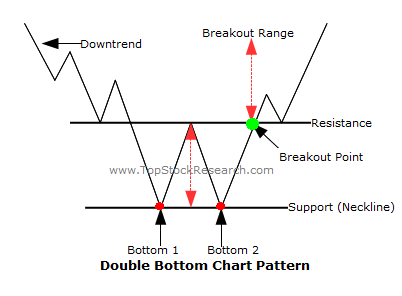 Breakout Range
Downtrend
Resistance
Breakout Point
www.TopStockResearch.com
Support (Neckline)
Bottom 1
Bottom 2
Double Bottom Chart Pattern